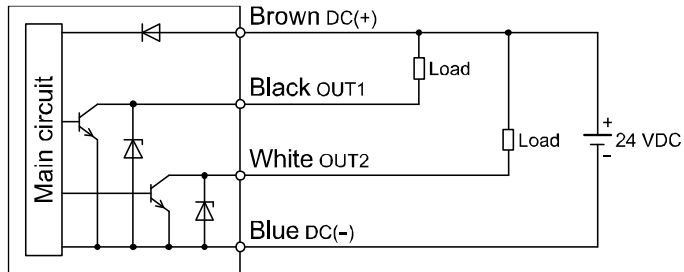 Brown DC(+)
Load
Black OUT1
Main circuit
+
24 VDC
−
Load
White OUT2
Blue DC(−)